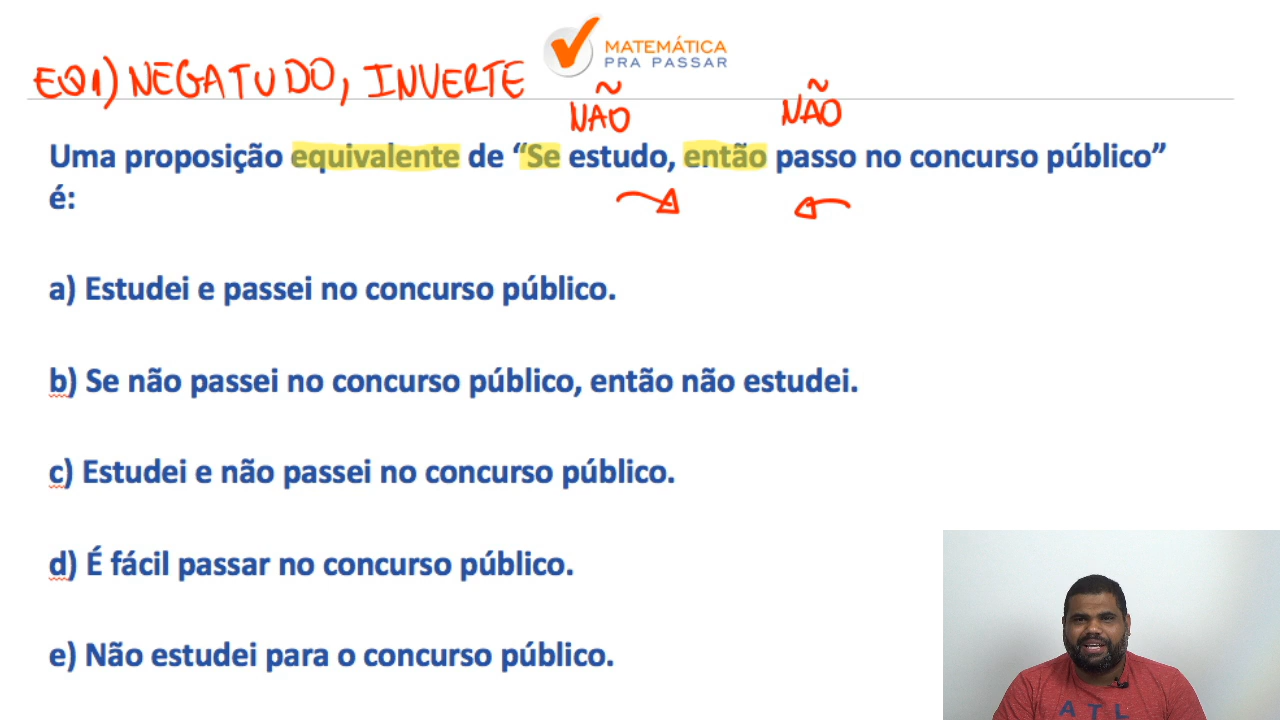 MATEMÁTICA
PRA PASSAR
EQ1) NEGA TUDO, INVERTE
NÃO
NÃO
Uma proposição equivalente de “Se estudo, então passo no concurso público”
é:
a) Estudei e passei no concurso público.
b) Se não passei no concurso público, então não estudei.
c) Estudei e não passei no concurso público.
d) É fácil passar no concurso público.
e) Não estudei para o concurso público.
ATL